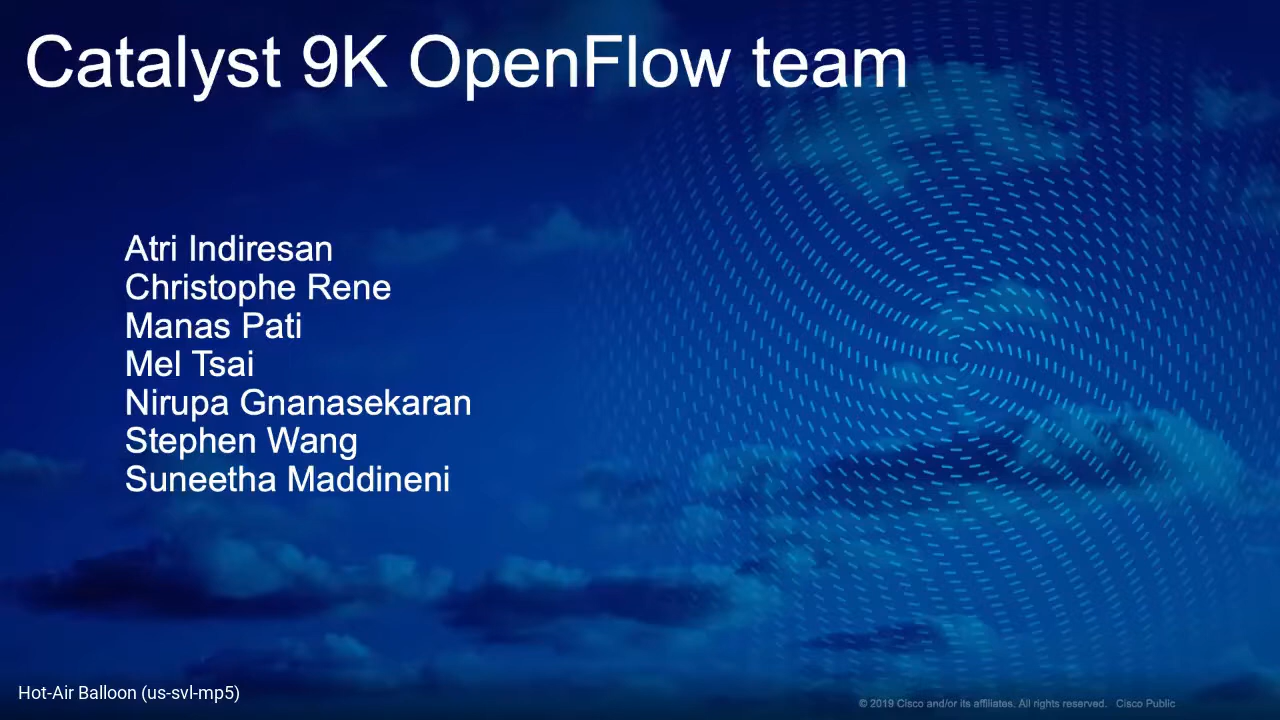 Catalyst 9K OpenFlow team
Atri Indiresan
Christophe Rene
Manas Pati
Mel Tsai
Nirupa Gnanasekaran
Stephen Wang
Suneetha Maddineni
Hot-Air Balloon (us-svl-mp5)
© 2019 Cisco and/or its affiliates. All rights reserved. Cisco Public